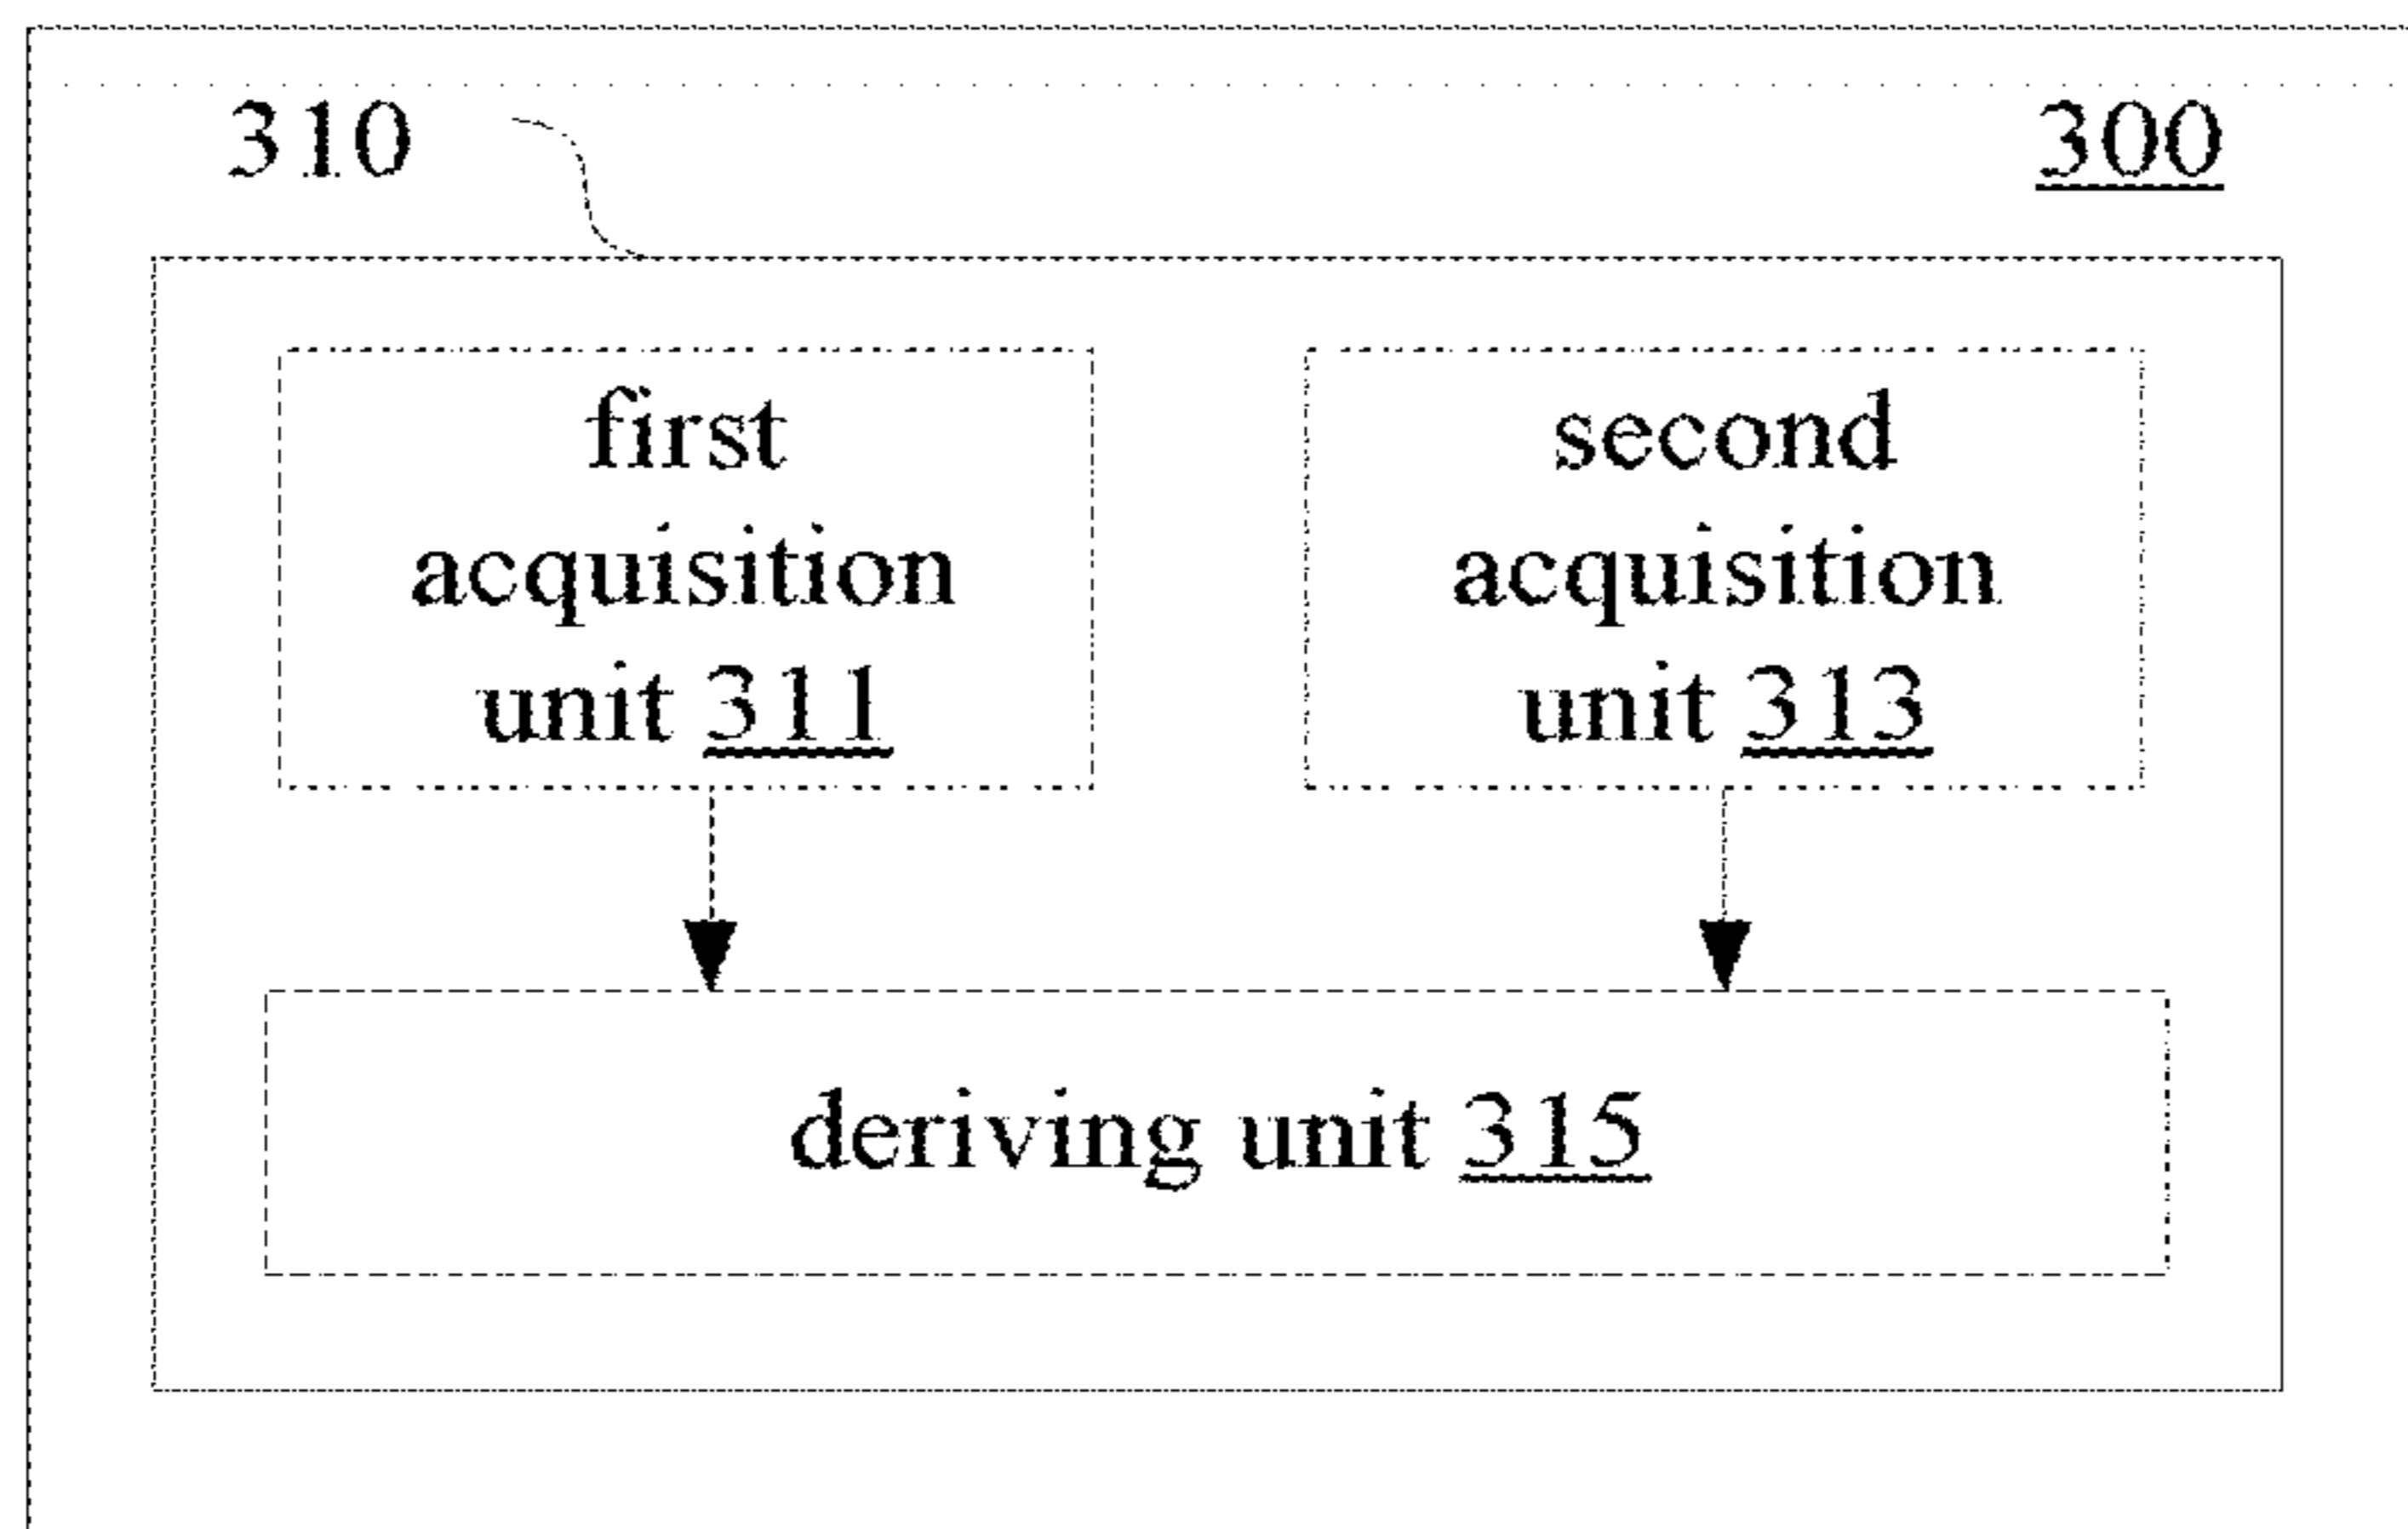 310
300
first
acquisition
unit 311
second
acquisition
unit 313
deriving unit 315